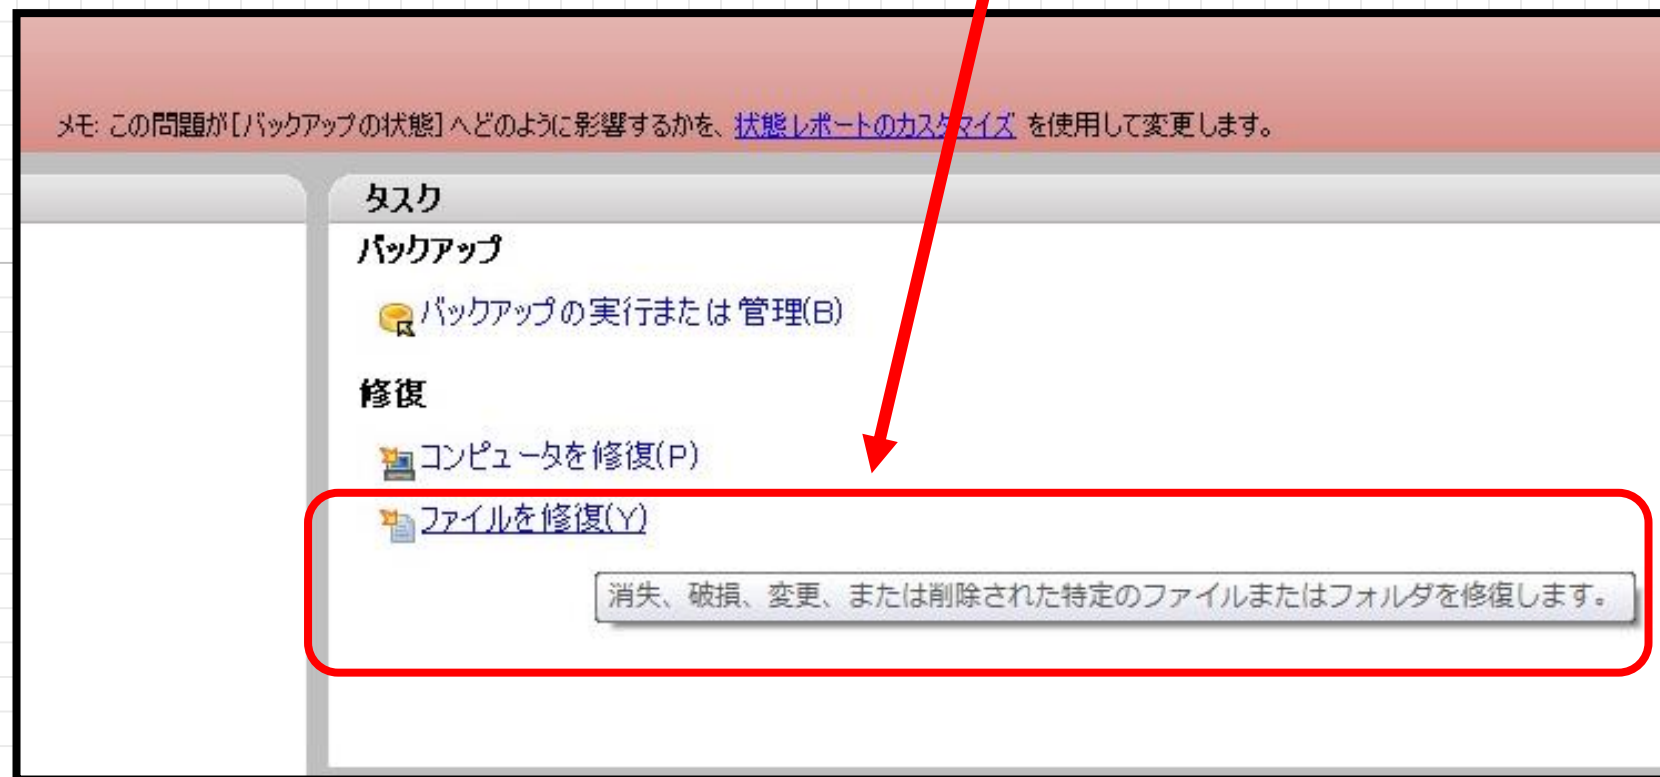 メモ: この問題が[バックアップの状態]へどのように影響するかを、状態レポートのカスタマイズ を使用して変更します。
タスク
バックアップ
バックアップの実行または管理(B)
修復
コンピュータを修復(P)
ファイルを修復(Y)
消失、破損、変更、または削除された特定のファイルまたはフォルダを修復します。